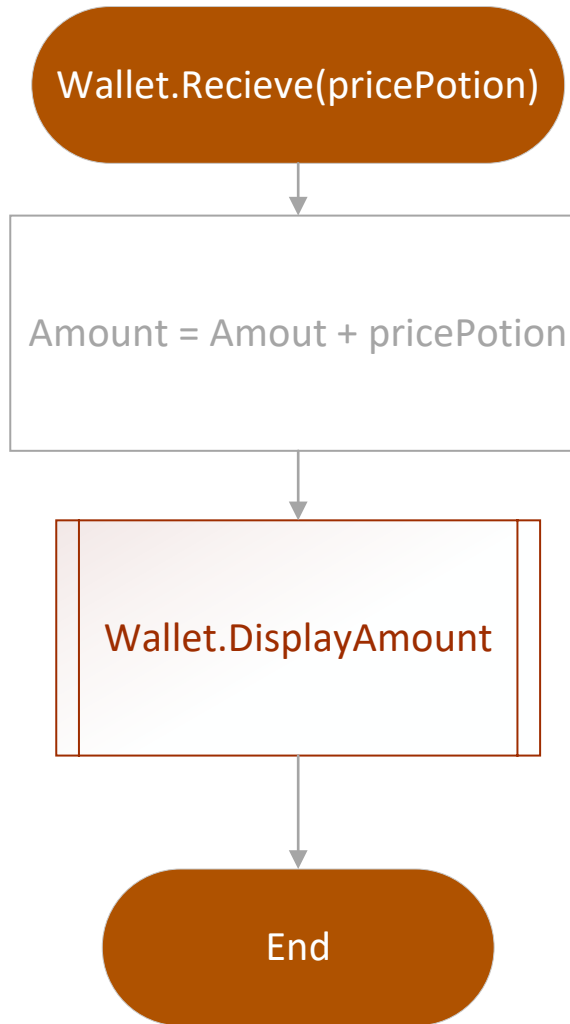 Wallet.Recieve(pricePotion)
Amount = Amout + pricePotion
Wallet.DisplayAmount
End